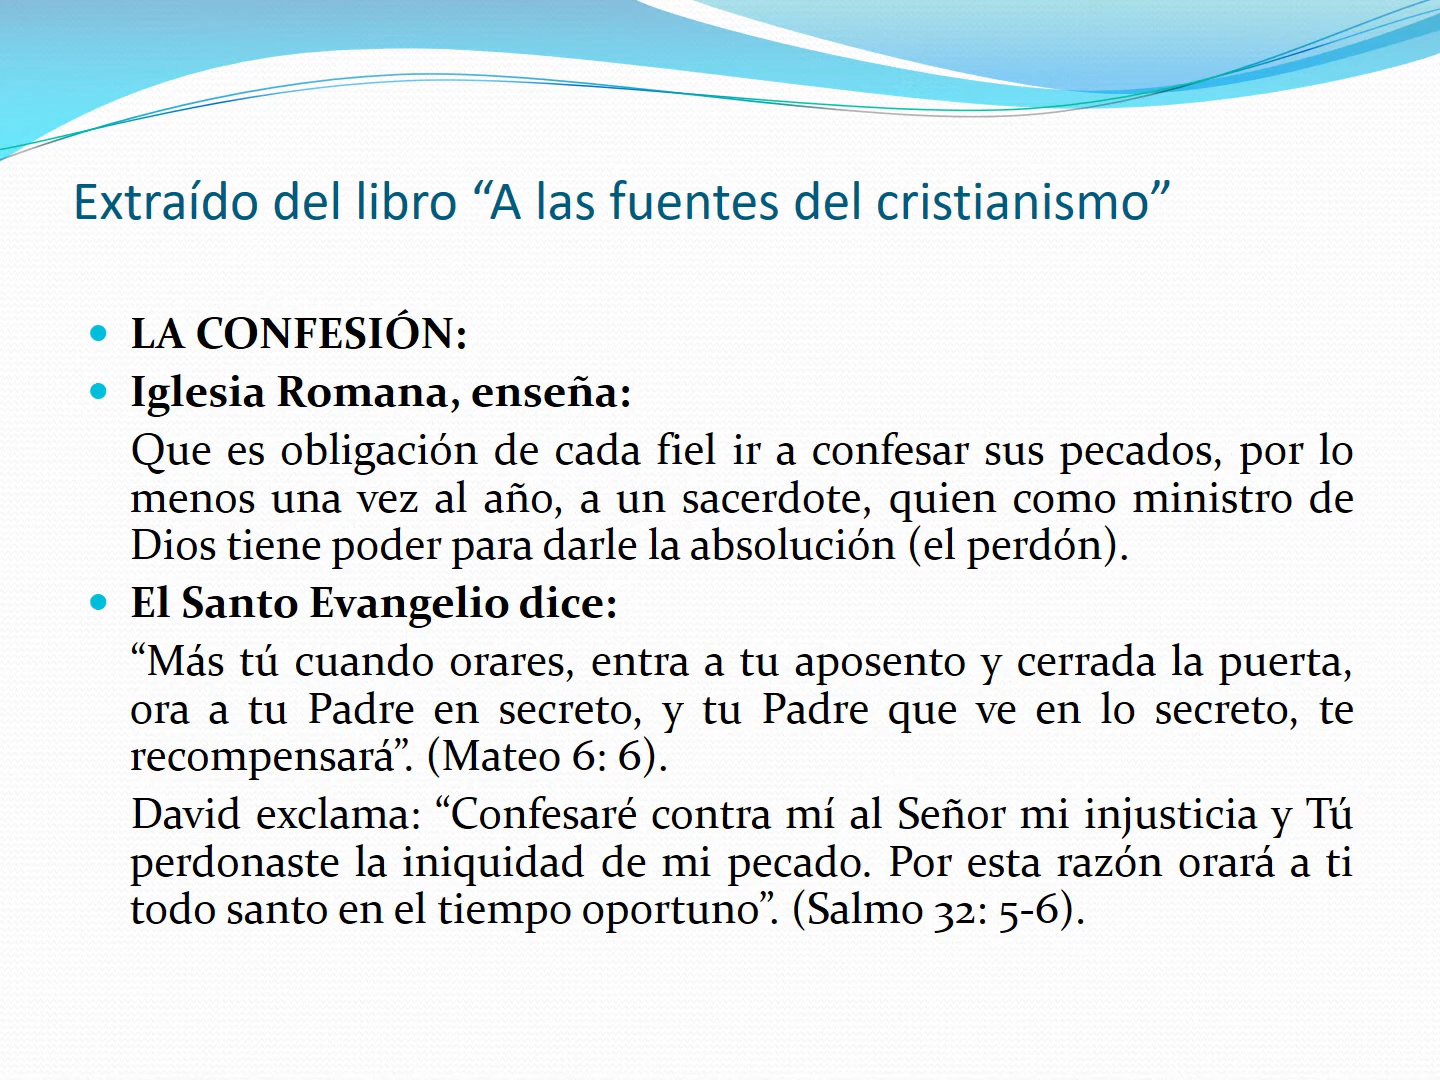 Extraído del libro “A las fuentes del cristianismo”
• LA CONFESIÓN:
• Iglesia Romana, enseña:
Que es obligación de cada fiel ir a confesar sus pecados, por lo
menos una vez al año, a un sacerdote, quien como ministro de
Dios tiene poder para darle la absolución (el perdón).
• El Santo Evangelio dice:
“Más tú cuando orares, entra a tu aposento y cerrada la puerta,
ora a tu Padre en secreto, y tu Padre que ve en lo secreto, te
recompensará”. (Mateo 6: 6).
David exclama: “Confesaré contra mí al Señor mi injusticia y Tú
perdonaste la iniquidad de mi pecado. Por esta razón orará a ti
todo santo en el tiempo oportuno”. (Salmo 32: 5-6).